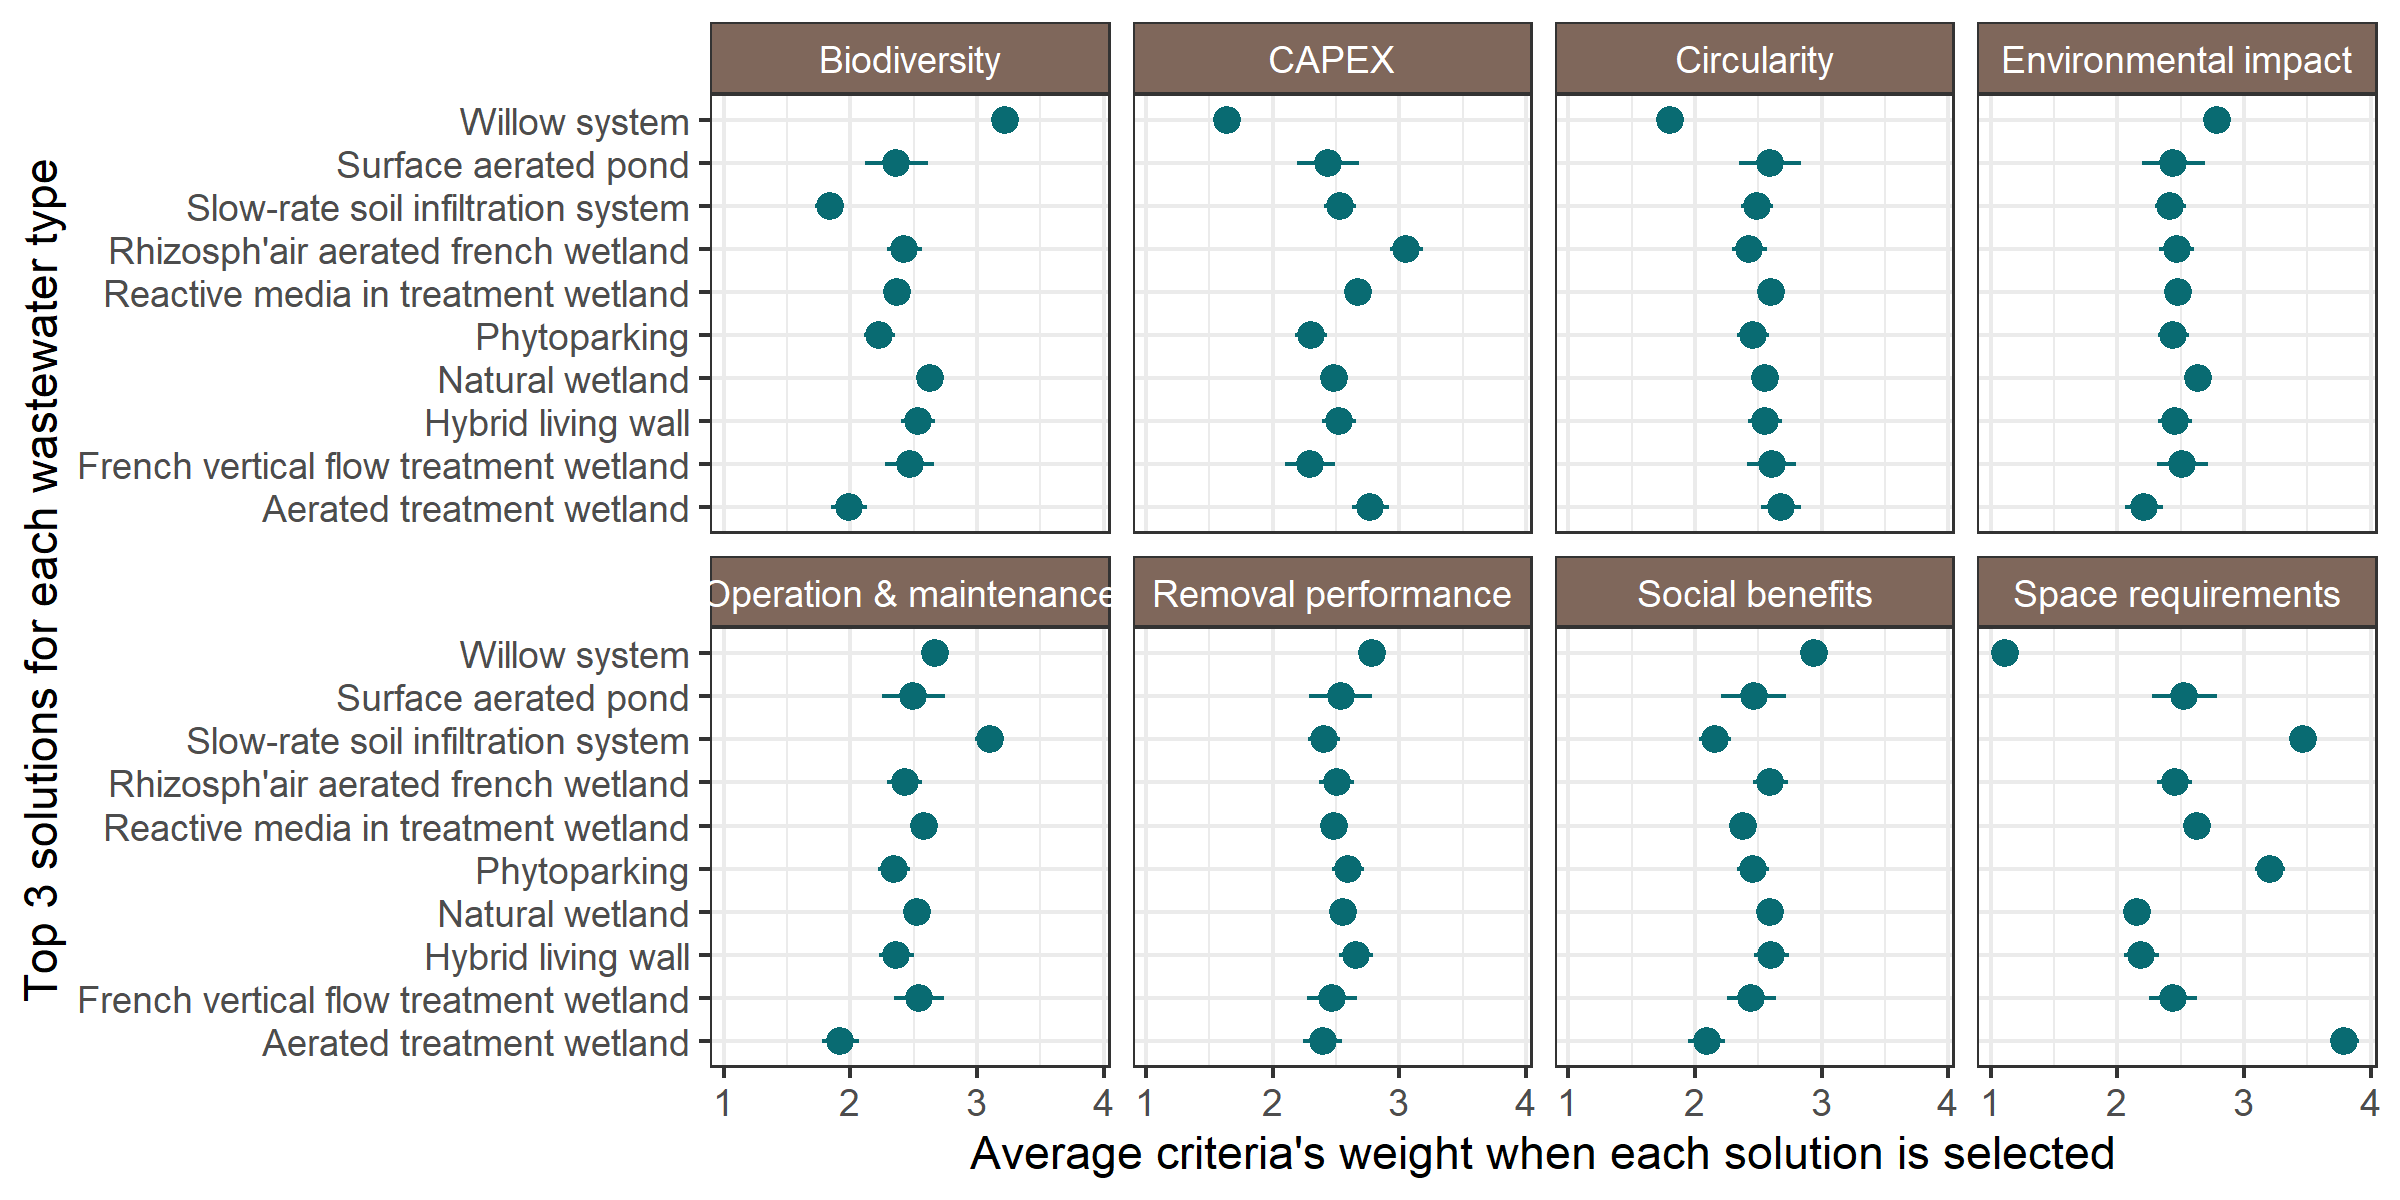 Biodiversity
CAPEX
Circularity
Environmental impact
Willow system
Surface aerated pond
Slow-rate soil infiltration system
Rhizosph'air aerated french wetland
Reactive media in treatment wetland
Phytoparking
Natural wetland
Hybrid living wall
French vertical flow treatment wetland
Aerated treatment wetland
Operation & maintenance
Removal performance
Social benefits
Space requirements
Willow system
Surface aerated pond
Slow-rate soil infiltration system
Rhizosph'air aerated french wetland
Reactive media in treatment wetland
Phytoparking
Natural wetland
Hybrid living wall
French vertical flow treatment wetland
Aerated treatment wetland
1 2 3 4
1 2 3 4
1 2 3 4
1 2 3 4
Average criteria's weight when each solution is selected
Top 3 solutions for each wastewater type